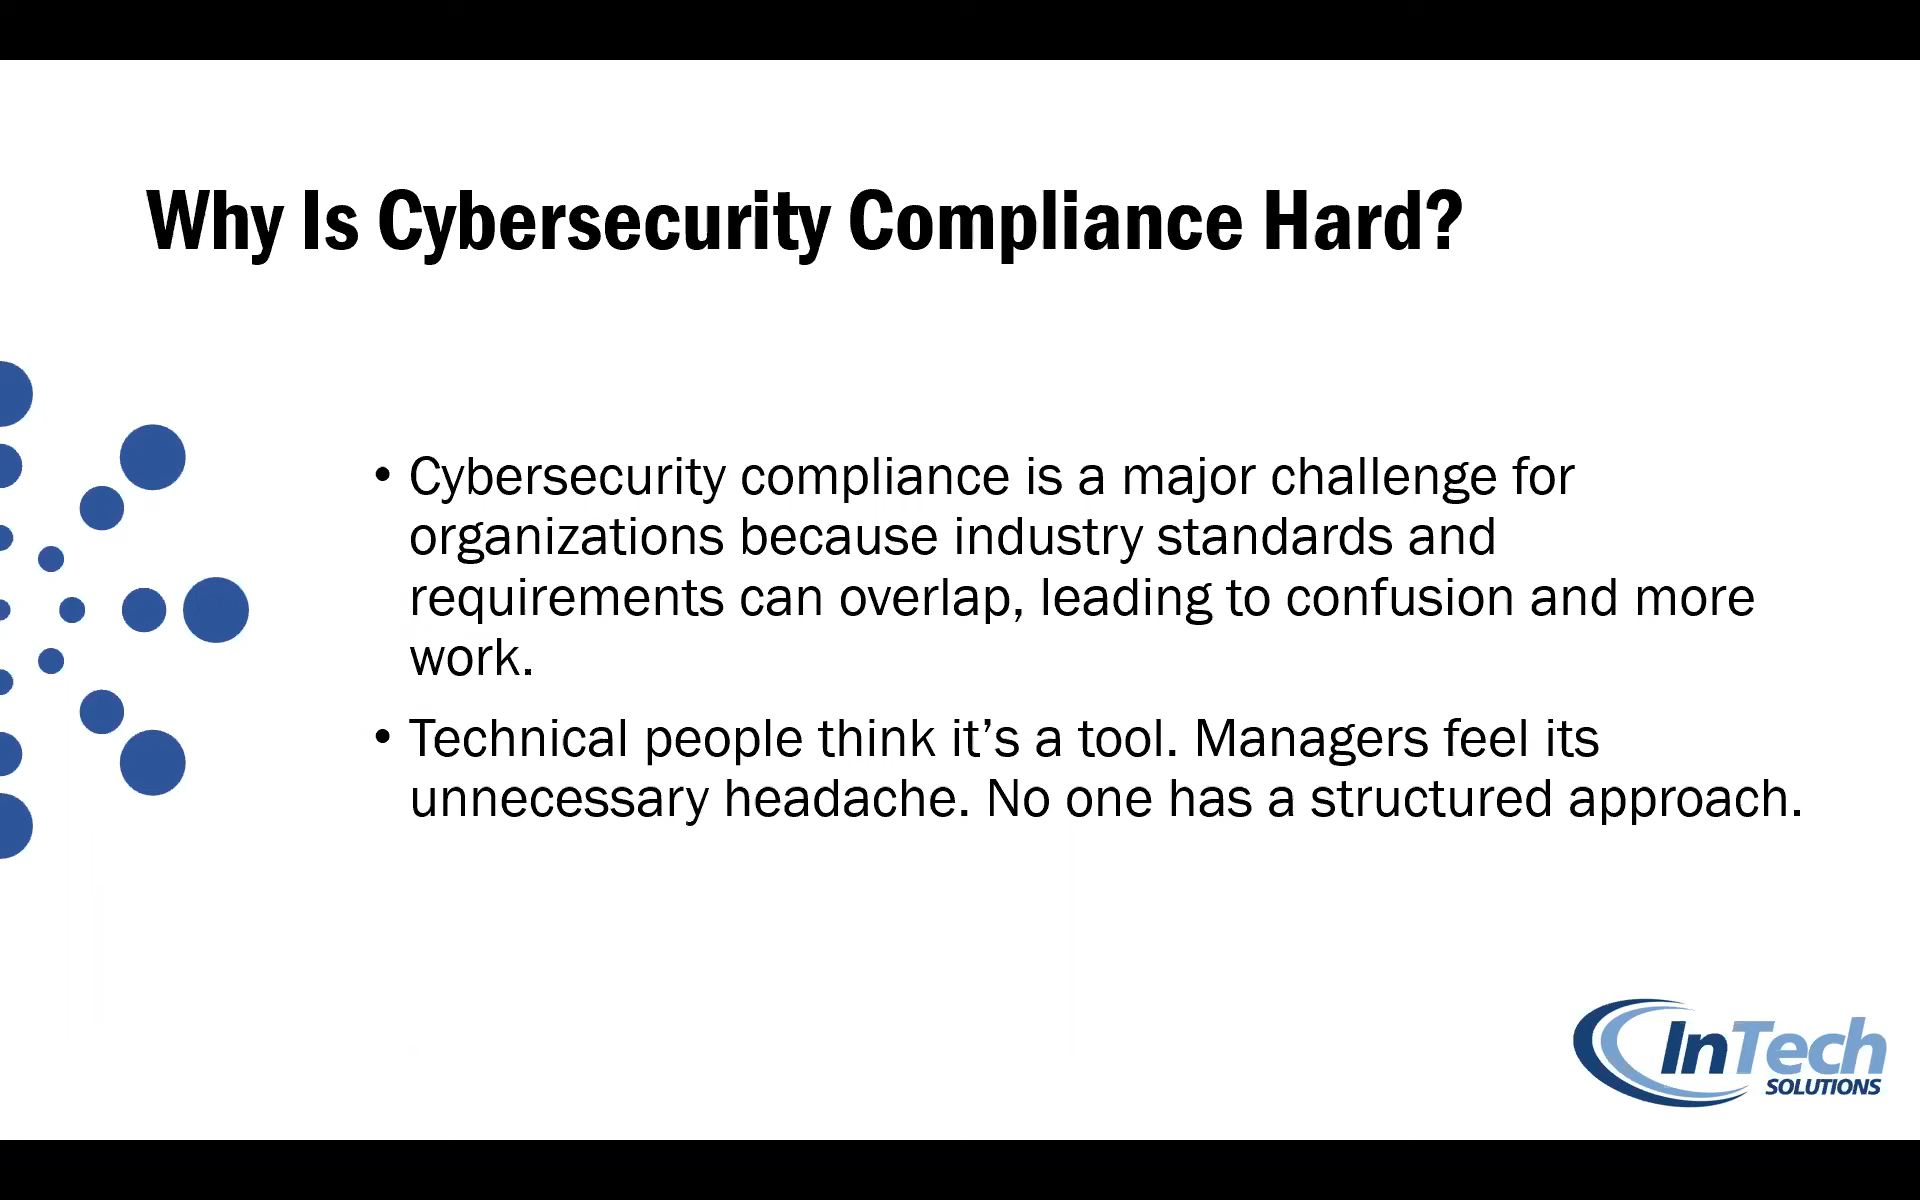 Why Is Cybersecurity Compliance Hard?
• Cybersecurity compliance is a major challenge for
organizations because industry standards and
requirements can overlap, leading to confusion and more
work.
• Technical people think it’s a tool. Managers feel its
unnecessary headache. No one has a structured approach.
InTech
SOLUTIONS